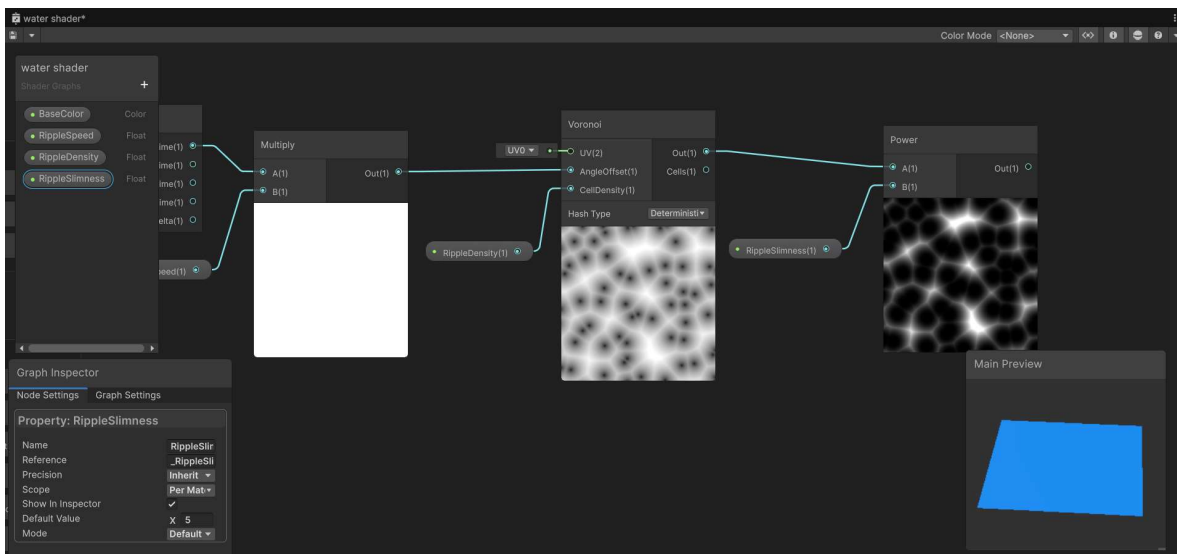 water shader*
Color Mode <None>
water shader
Shader Graphs
+
BaseColor Color
RippleSpeed Float
RippleDensity Float
RippleSlimness Float
ime(1)
ime(1)
ime(1)
ime(1)
elta(1)
peed(1)
Multiply
A(1) Out(1)
B(1)
RippleDensity(1)
Voronoi
UV0
UV(2) Out(1)
AngleOffset(1) Cells(1)
CellDensity(1)
Hash Type Deterministi
RippleSlimness(1)
Power
A(1) Out(1)
B(1)
Graph Inspector
Node Settings Graph Settings
Property: RippleSlimness
Name RippleSlir
Reference _RippleSli
Precision Inherit
Scope Per Mat
Show In Inspector
Default Value X 5
Mode Default
Main Preview